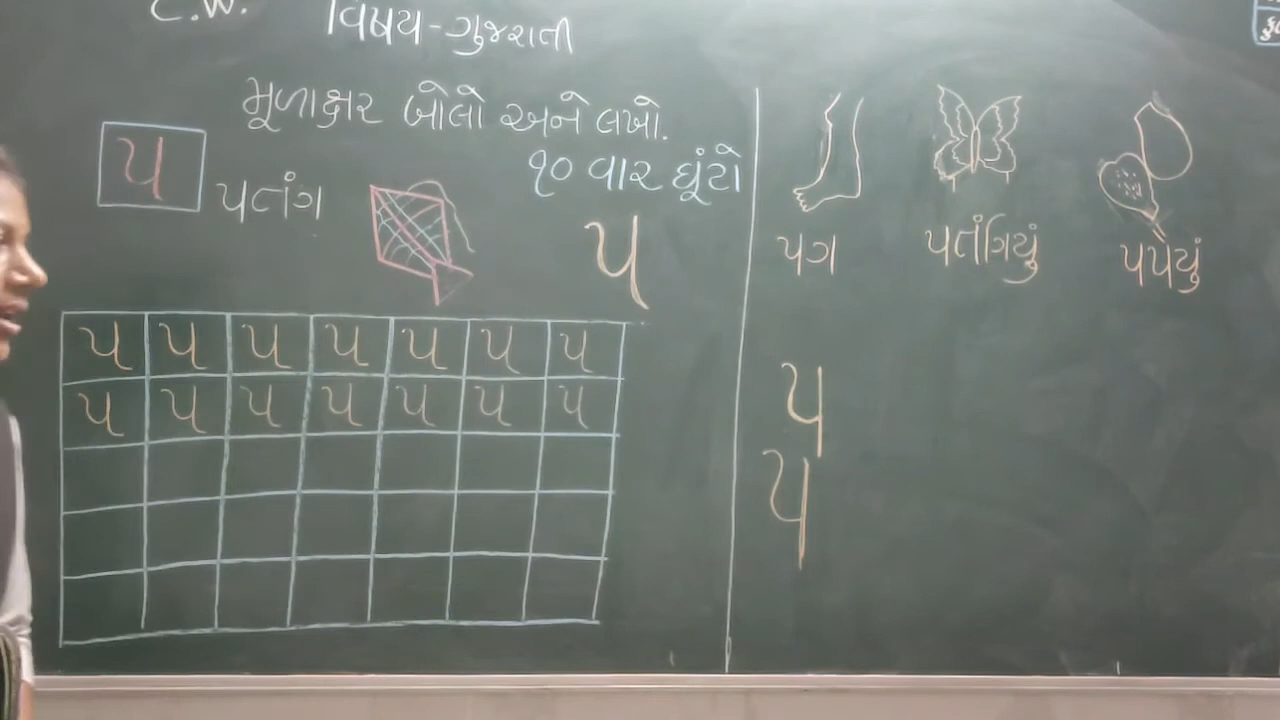 C.W.
વિષય - ગુજરાતી
મૂળાક્ષર બોલો અને લખો.
૧૦ વાર ઘૂંટો
પ પતંગ
પ
પ પ પ પ પ પ પ
પ પ પ પ પ પ પ
પગ પતંગિયું પપૈયું
પ
પ